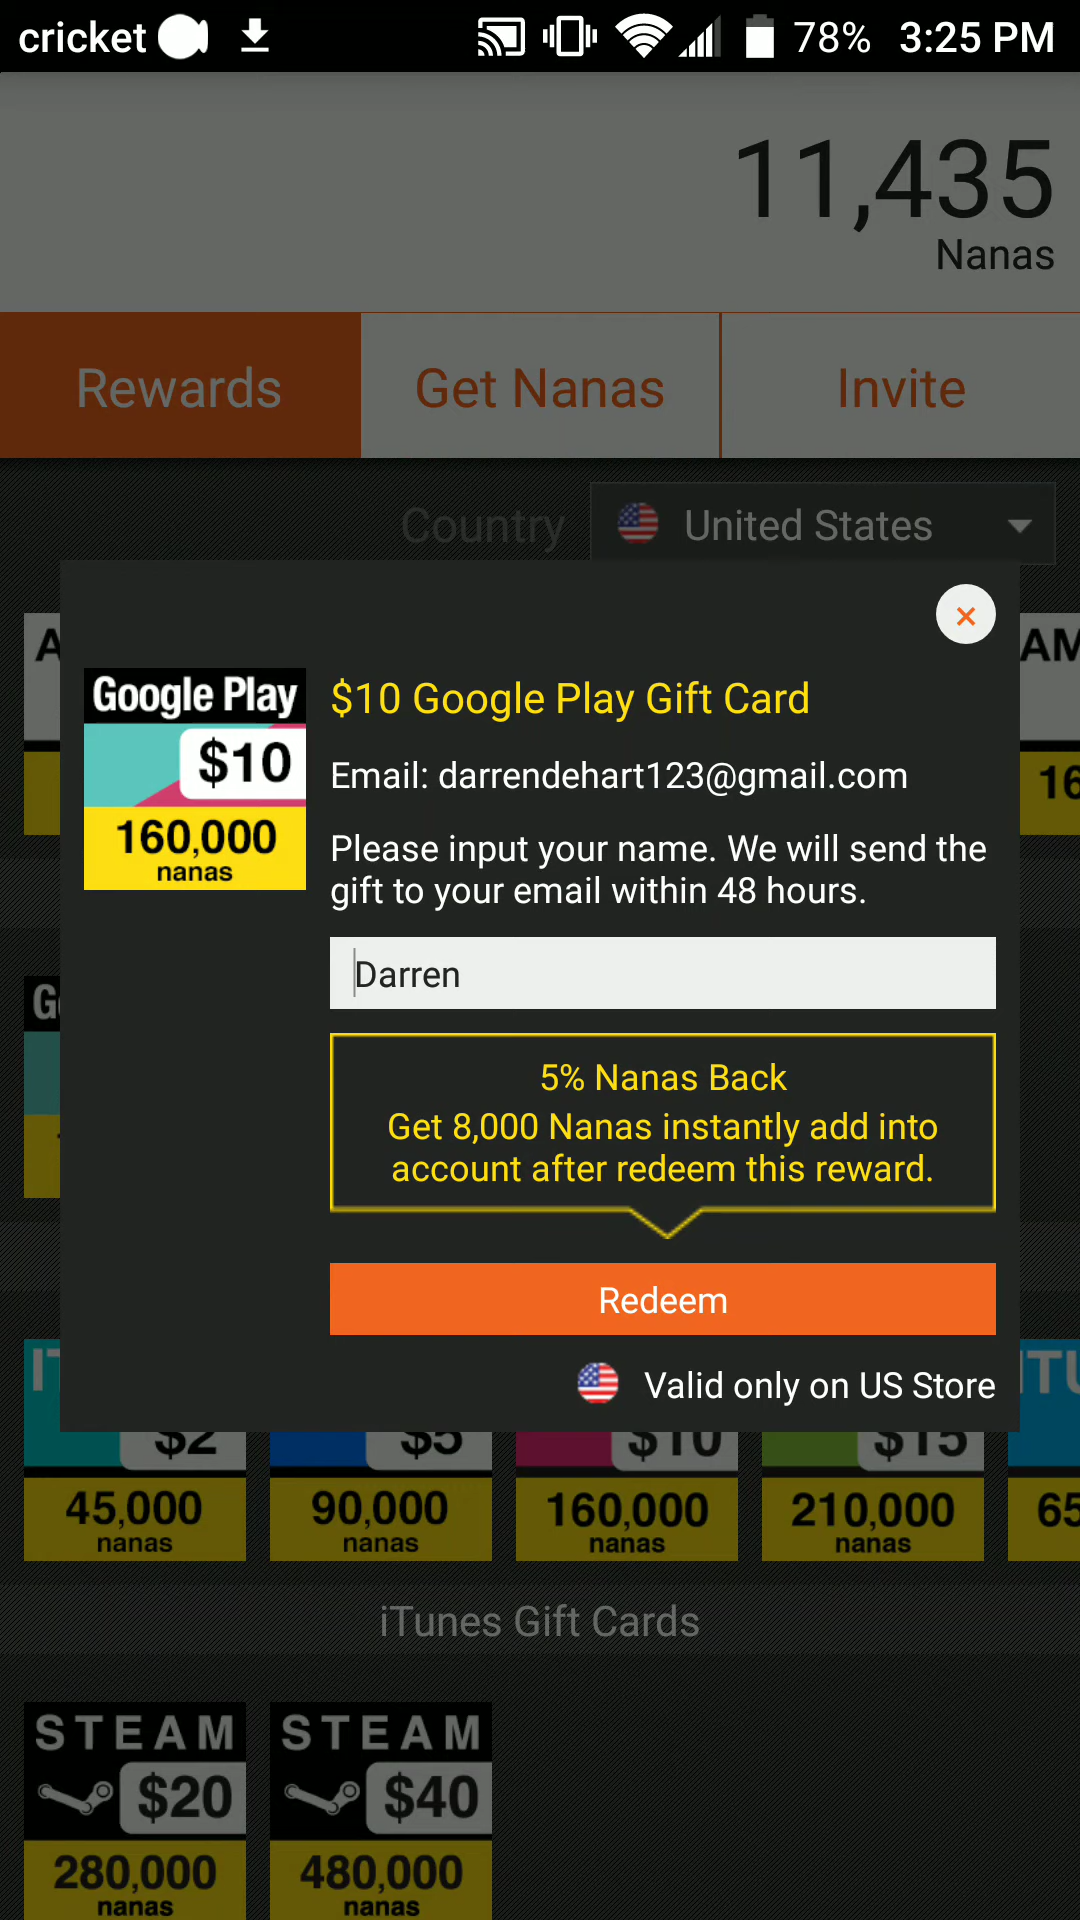 cricket 78% 3:25 PM
11,435
Nanas
Rewards Get Nanas Invite
Country United States
Google Play
$10
160,000
nanas
$10 Google Play Gift Card
Email: darrendehart123@gmail.com
Please input your name. We will send the
gift to your email within 48 hours.
Darren
5% Nanas Back
Get 8,000 Nanas instantly add into
account after redeem this reward.
Redeem
Valid only on US Store
$2 $5 $10 $15
45,000 90,000 160,000 210,000
nanas nanas nanas nanas
iTunes Gift Cards
STEAM STEAM
$20 $40
280,000 480,000
nanas nanas